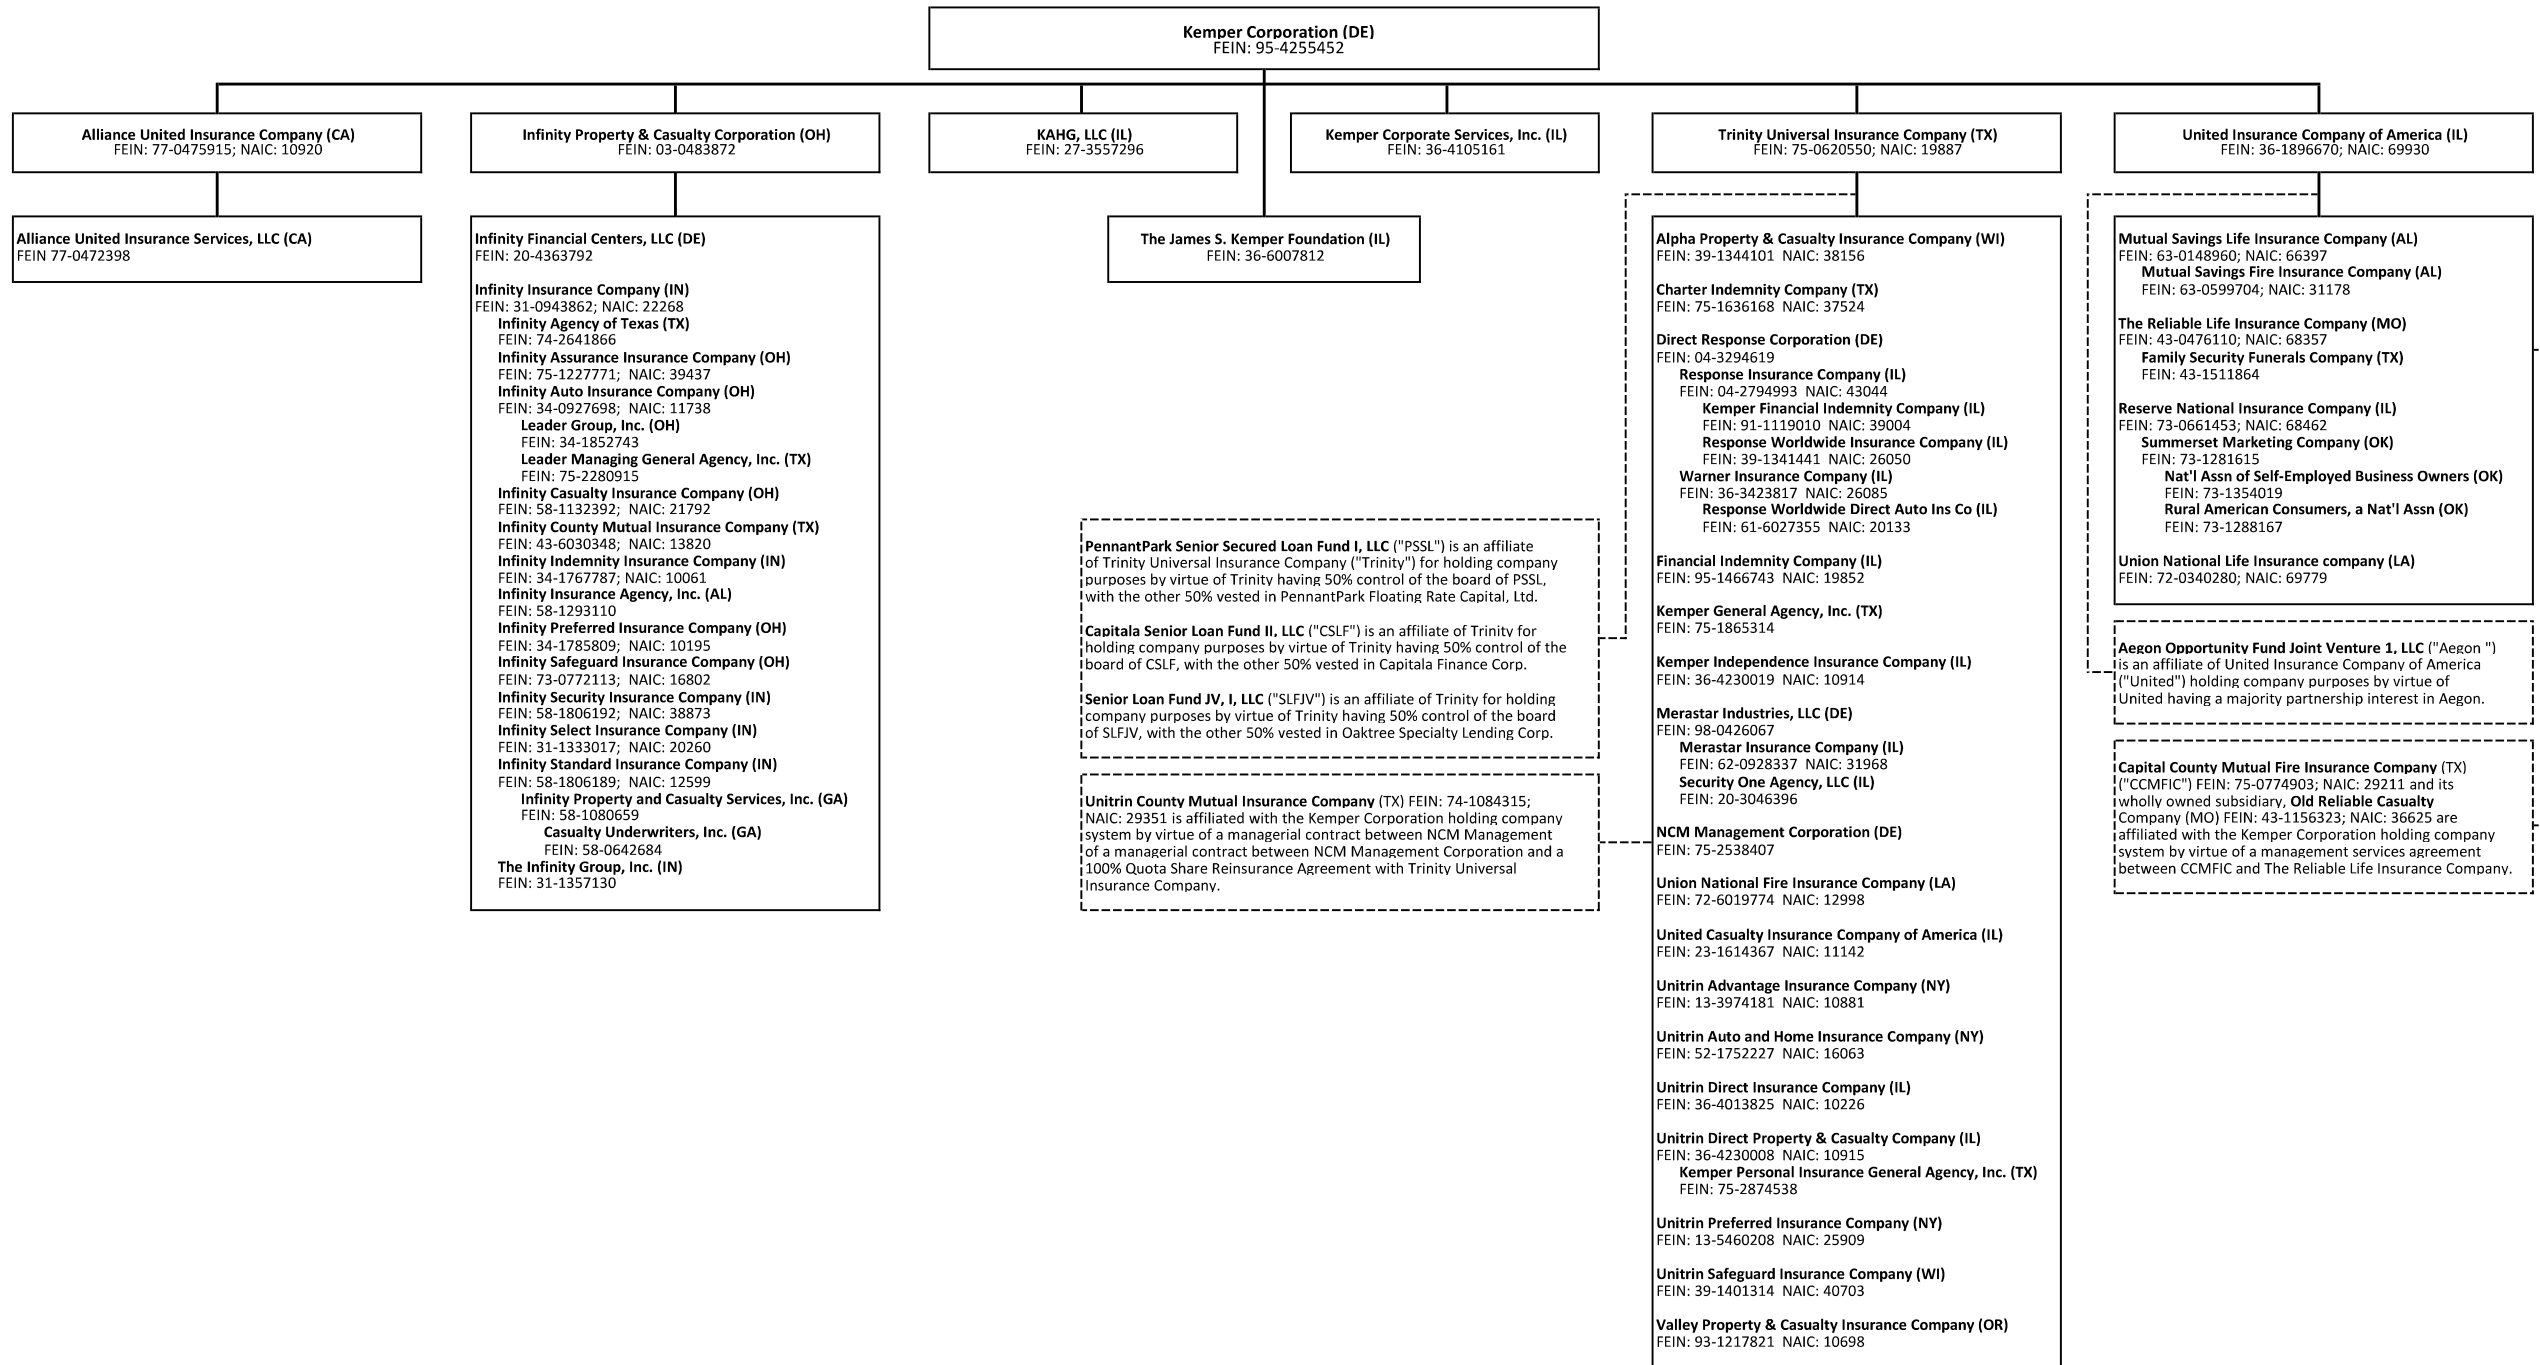 Kemper Corporation (DE)
FEIN: 95-4255452
Alliance United Insurance Company (CA)
FEIN: 77-0475915; NAIC: 10920
Infinity Property & Casualty Corporation (OH)
FEIN: 03-0483872
KAHG, LLC (IL)
FEIN: 27-3557296
Kemper Corporate Services, Inc. (IL)
FEIN: 36-4105161
Trinity Universal Insurance Company (TX)
FEIN: 75-0620550; NAIC: 19887
United Insurance Company of America (IL)
FEIN: 36-1896670; NAIC: 69930
Alliance United Insurance Services, LLC (CA)
FEIN 77-0472398
Infinity Financial Centers, LLC (DE)
FEIN: 20-4363792
Infinity Insurance Company (IN)
FEIN: 31-0943862; NAIC: 22268
Infinity Agency of Texas (TX)
FEIN: 74-2641866
Infinity Assurance Insurance Company (OH)
FEIN: 75-1227771; NAIC: 39437
Infinity Auto Insurance Company (OH)
FEIN: 34-0927698; NAIC: 11738
Leader Group, Inc. (OH)
FEIN: 34-1852743
Leader Managing General Agency, Inc. (TX)
FEIN: 75-2280915
Infinity Casualty Insurance Company (OH)
FEIN: 58-1132392; NAIC: 21792
Infinity County Mutual Insurance Company (TX)
FEIN: 43-6030348; NAIC: 13820
Infinity Indemnity Insurance Company (IN)
FEIN: 34-1767787; NAIC: 10061
Infinity Insurance Agency, Inc. (AL)
FEIN: 58-1293110
Infinity Preferred Insurance Company (OH)
FEIN: 34-1785809; NAIC: 10195
Infinity Safeguard Insurance Company (OH)
FEIN: 73-0772113; NAIC: 16802
Infinity Security Insurance Company (IN)
FEIN: 58-1806192; NAIC: 38873
Infinity Select Insurance Company (IN)
FEIN: 31-1333017; NAIC: 20260
Infinity Standard Insurance Company (IN)
FEIN: 58-1806189; NAIC: 12599
Infinity Property and Casualty Services, Inc. (GA)
FEIN: 58-1080659
Casualty Underwriters, Inc. (GA)
FEIN: 58-0642684
The Infinity Group, Inc. (IN)
FEIN: 31-1357130
The James S. Kemper Foundation (IL)
FEIN: 36-6007812
PennantPark Senior Secured Loan Fund I, LLC ("PSSL") is an affiliate
of Trinity Universal Insurance Company ("Trinity") for holding company
purposes by virtue of Trinity having 50% control of the board of PSSL,
with the other 50% vested in PennantPark Floating Rate Capital, Ltd.
Capitala Senior Loan Fund II, LLC ("CSLF") is an affiliate of Trinity for
holding company purposes by virtue of Trinity having 50% control of the
board of CSLF, with the other 50% vested in Capitala Finance Corp.
Senior Loan Fund JV, I, LLC ("SLFJV") is an affiliate of Trinity for holding
company purposes by virtue of Trinity having 50% control of the board
of SLFJV, with the other 50% vested in Oaktree Specialty Lending Corp.
Unitrin County Mutual Insurance Company (TX) FEIN: 74-1084315;
NAIC: 29351 is affiliated with the Kemper Corporation holding company
system by virtue of a managerial contract between NCM Management
of a managerial contract between NCM Management Corporation and a
100% Quota Share Reinsurance Agreement with Trinity Universal
Insurance Company.
Alpha Property & Casualty Insurance Company (WI)
FEIN: 39-1344101 NAIC: 38156
Charter Indemnity Company (TX)
FEIN: 75-1636168 NAIC: 37524
Direct Response Corporation (DE)
FEIN: 04-3294619
Response Insurance Company (IL)
FEIN: 04-2794993 NAIC: 43044
Kemper Financial Indemnity Company (IL)
FEIN: 91-1119010 NAIC: 39004
Response Worldwide Insurance Company (IL)
FEIN: 39-1341441 NAIC: 26050
Warner Insurance Company (IL)
FEIN: 36-3423817 NAIC: 26085
Response Worldwide Direct Auto Ins Co (IL)
FEIN: 61-6027355 NAIC: 20133
Financial Indemnity Company (IL)
FEIN: 95-1466743 NAIC: 19852
Kemper General Agency, Inc. (TX)
FEIN: 75-1865314
Kemper Independence Insurance Company (IL)
FEIN: 36-4230019 NAIC: 10914
Merastar Industries, LLC (DE)
FEIN: 98-0426067
Merastar Insurance Company (IL)
FEIN: 62-0928337 NAIC: 31968
Security One Agency, LLC (IL)
FEIN: 20-3046396
NCM Management Corporation (DE)
FEIN: 75-2538407
Union National Fire Insurance Company (LA)
FEIN: 72-6019774 NAIC: 12998
United Casualty Insurance Company of America (IL)
FEIN: 23-1614367 NAIC: 11142
Unitrin Advantage Insurance Company (NY)
FEIN: 13-3974181 NAIC: 10881
Unitrin Auto and Home Insurance Company (NY)
FEIN: 52-1752227 NAIC: 16063
Unitrin Direct Insurance Company (IL)
FEIN: 36-4013825 NAIC: 10226
Unitrin Direct Property & Casualty Company (IL)
FEIN: 36-4230008 NAIC: 10915
Kemper Personal Insurance General Agency, Inc. (TX)
FEIN: 75-2874538
Unitrin Preferred Insurance Company (NY)
FEIN: 13-5460208 NAIC: 25909
Unitrin Safeguard Insurance Company (WI)
FEIN: 39-1401314 NAIC: 40703
Valley Property & Casualty Insurance Company (OR)
FEIN: 93-1217821 NAIC: 10698
Mutual Savings Life Insurance Company (AL)
FEIN: 63-0148960; NAIC: 66397
Mutual Savings Fire Insurance Company (AL)
FEIN: 63-0599704; NAIC: 31178
The Reliable Life Insurance Company (MO)
FEIN: 43-0476110; NAIC: 68357
Family Security Funerals Company (TX)
FEIN: 43-1511864
Reserve National Insurance Company (IL)
FEIN: 73-0661453; NAIC: 68462
Summerset Marketing Company (OK)
FEIN: 73-1281615
Nat'l Assn of Self-Employed Business Owners (OK)
FEIN: 73-1354019
Rural American Consumers, a Nat'l Assn (OK)
FEIN: 73-1288167
Union National Life Insurance company (LA)
FEIN: 72-0340280; NAIC: 69779
Aegon Opportunity Fund Joint Venture 1, LLC ("Aegon ")
is an affiliate of United Insurance Company of America
("United") holding company purposes by virtue of
United having a majority partnership interest in Aegon.
Capital County Mutual Fire Insurance Company (TX)
("CCMFIC") FEIN: 75-0774903; NAIC: 29211 and its
wholly owned subsidiary, Old Reliable Casualty
Company (MO) FEIN: 43-1156323; NAIC: 36625 are
affiliated with the Kemper Corporation holding company
system by virtue of a management services agreement
between CCMFIC and The Reliable Life Insurance Company.